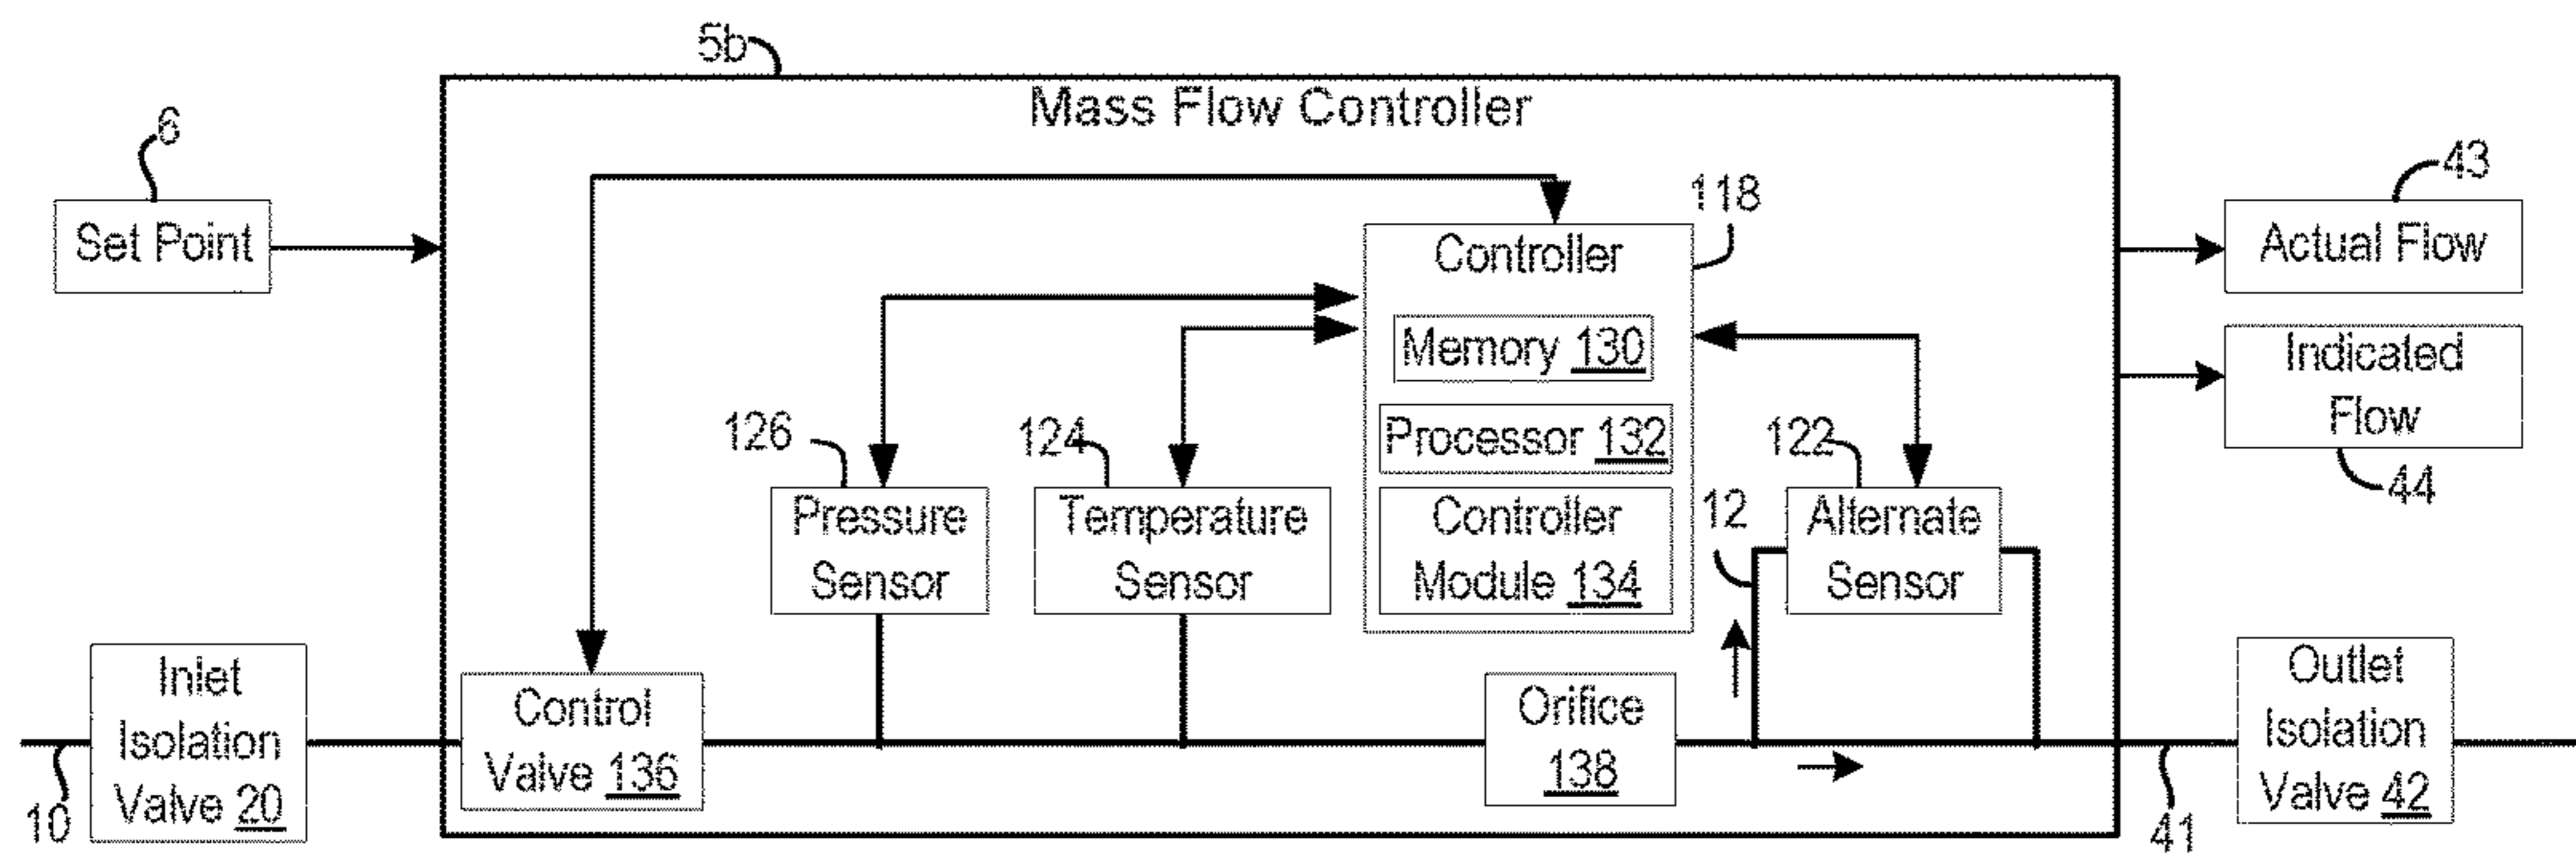 5b
Mass Flow Controller
6
Set Point
43
Actual Flow
118
Controller
Memory 130
Processor 132
Controller
Module 134
Indicated
Flow
44
126
Pressure
Sensor
124
Temperature
Sensor
122
Alternate
Sensor
12
Inlet
Isolation
Valve 20
10
Control
Valve 136
Orifice
138
Outlet
Isolation
Valve 42
41